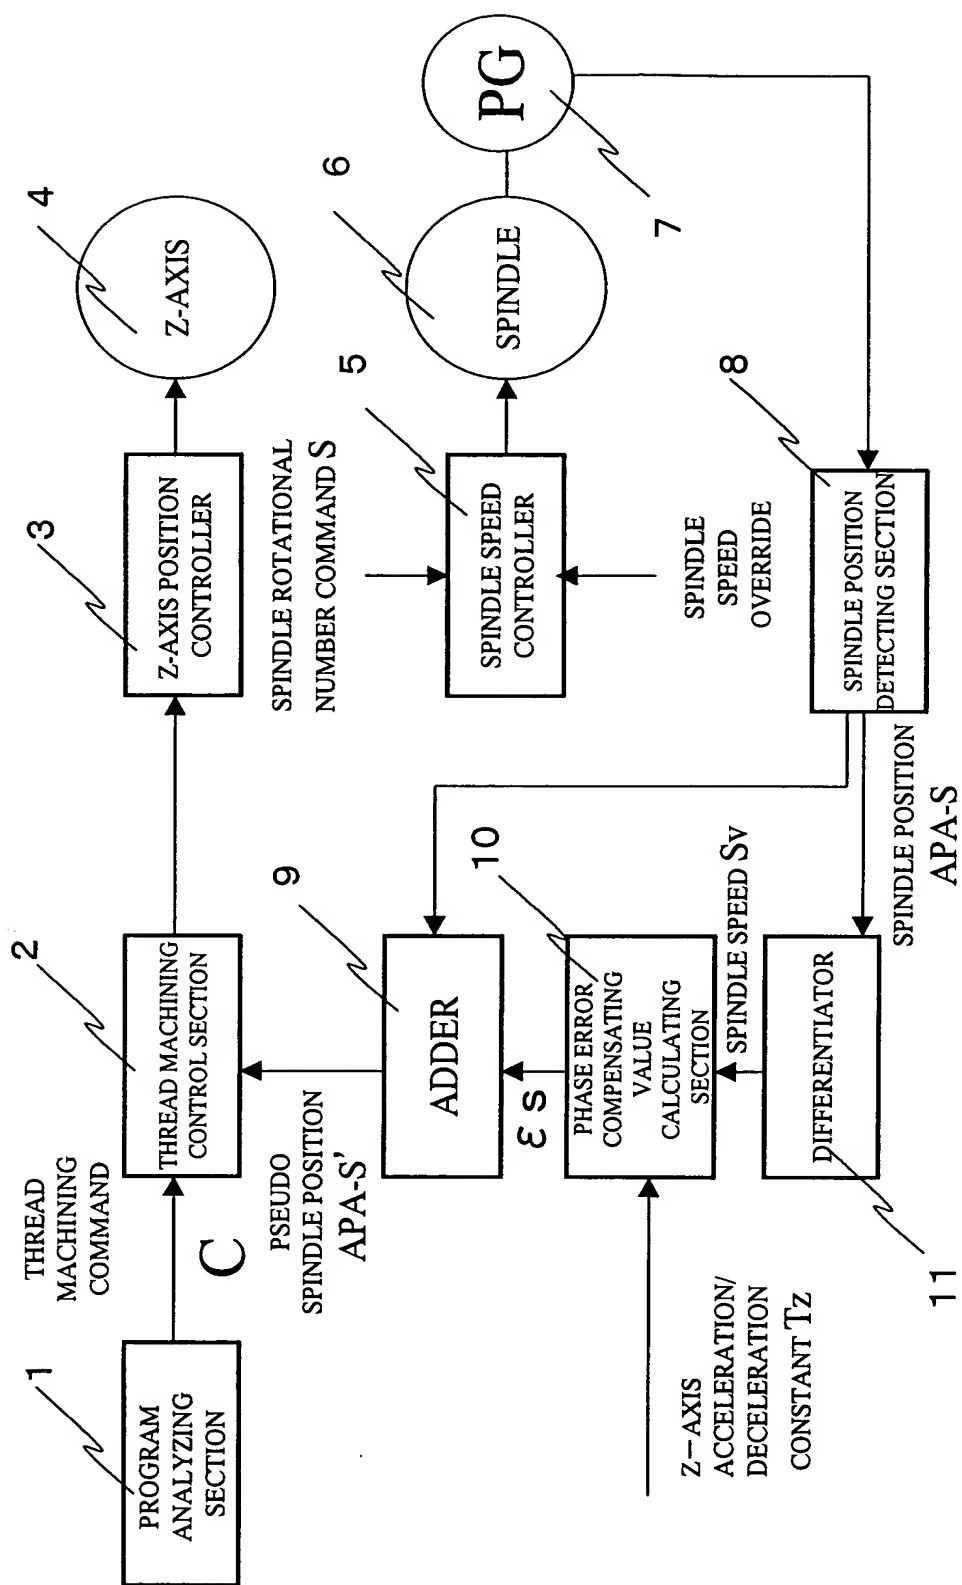 1
PROGRAM
ANALYZING
SECTION
THREAD
MACHINING
COMMAND
C
2
THREAD MACHINING
CONTROL SECTION
3
Z-AXIS POSITION
CONTROLLER
4
Z-AXIS
PSEUDO
SPINDLE POSITION
APA-S'
9
ADDER
SPINDLE ROTATIONAL
NUMBER COMMAND S
5
SPINDLE SPEED
CONTROLLER
6
SPINDLE
PG
7
εs
10
PHASE ERROR
COMPENSATING
VALUE
CALCULATING
SECTION
SPINDLE SPEED Sv
SPINDLE
SPEED
OVERRIDE
Z-AXIS
ACCELERATION/
DECELERATION
CONSTANT Tz
DIFFERENTIATOR
11
8
SPINDLE POSITION
DETECTING SECTION
SPINDLE POSITION
APA-S